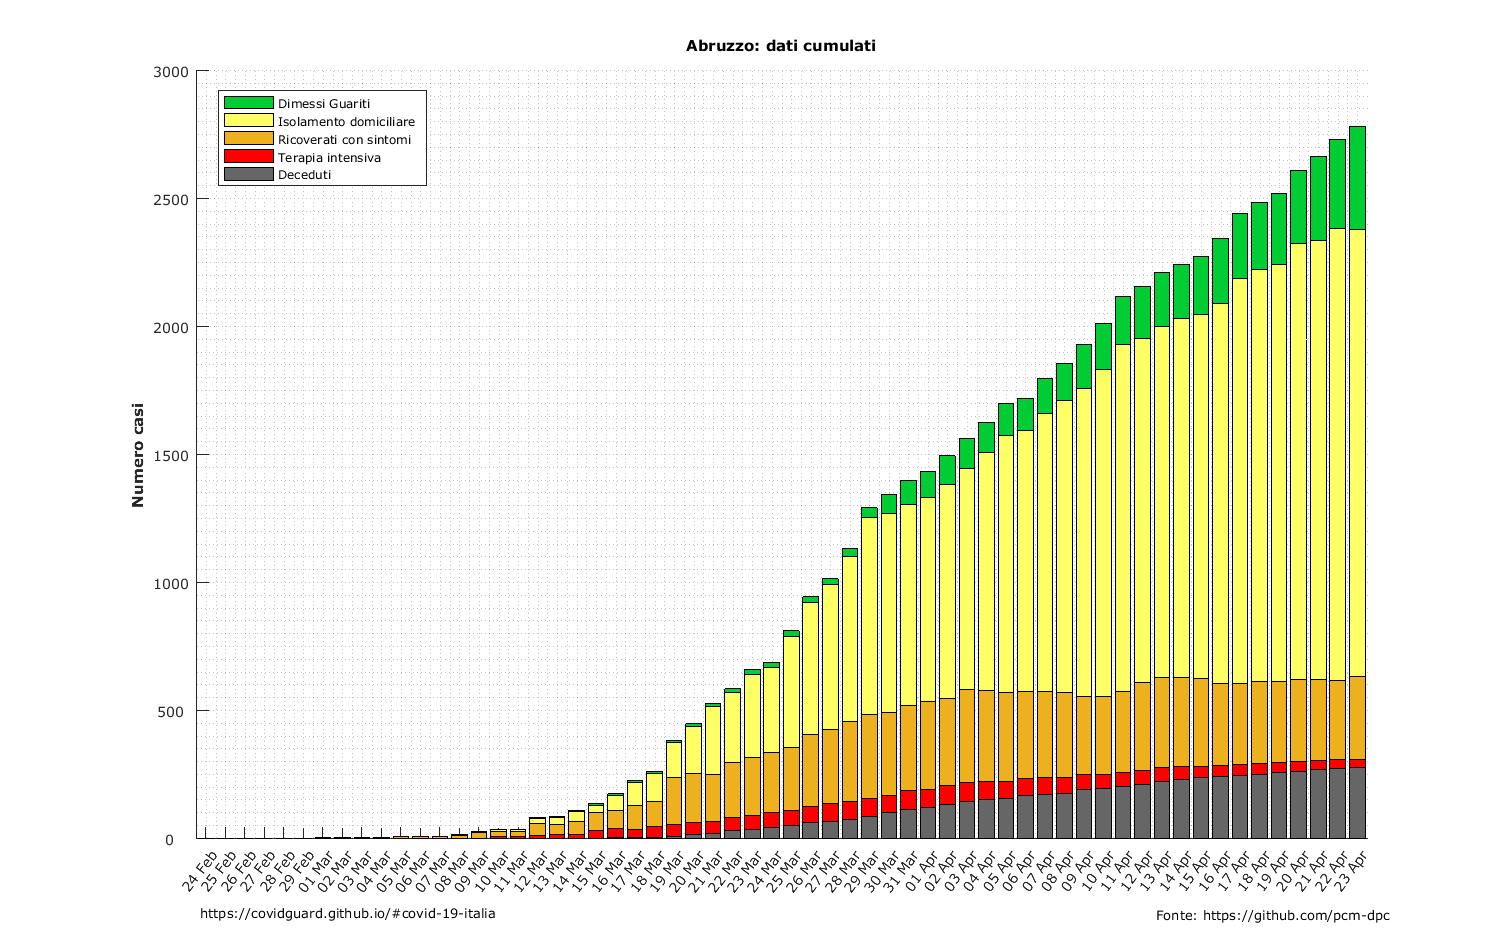 Abruzzo: dati cumulati
3000
2500
2000
1500
1000
500
0
Numero casi
Dimessi Guariti
Isolamento domiciliare
Ricoverati con sintomi
Terapia intensiva
Deceduti
24 Feb
25 Feb
26 Feb
27 Feb
28 Feb
29 Feb
01 Mar
02 Mar
03 Mar
04 Mar
05 Mar
06 Mar
07 Mar
08 Mar
09 Mar
10 Mar
11 Mar
12 Mar
13 Mar
14 Mar
15 Mar
16 Mar
17 Mar
18 Mar
19 Mar
20 Mar
21 Mar
22 Mar
23 Mar
24 Mar
25 Mar
26 Mar
27 Mar
28 Mar
29 Mar
30 Mar
31 Mar
01 Apr
02 Apr
03 Apr
04 Apr
05 Apr
06 Apr
07 Apr
08 Apr
09 Apr
10 Apr
11 Apr
12 Apr
13 Apr
14 Apr
15 Apr
16 Apr
17 Apr
18 Apr
19 Apr
20 Apr
21 Apr
22 Apr
23 Apr
https://covidguard.github.io/#covid-19-italia
Fonte: https://github.com/pcm-dpc